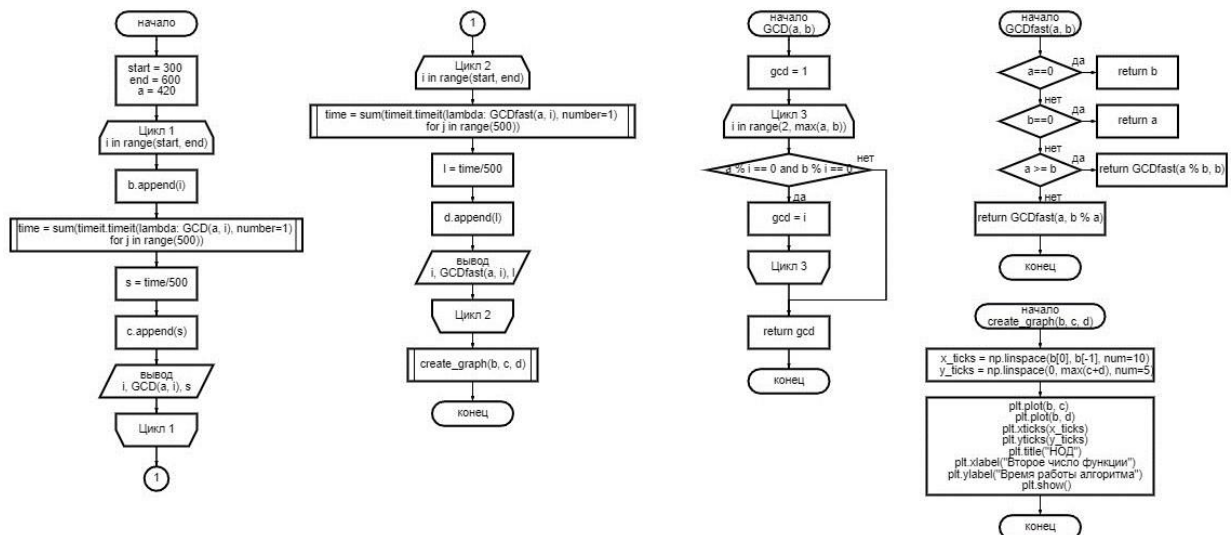 начало
start = 300
end = 600
a = 420
Цикл 1
i in range(start, end)
b.append(i)
time = sum(timeit.timeit(lambda: GCD(a, i), number=1)
for j in range(500))
s = time/500
c.append(s)
вывод
i, GCD(a, i), s
Цикл 1
1
1
Цикл 2
i in range(start, end)
time = sum(timeit.timeit(lambda: GCDfast(a, i), number=1)
for j in range(500))
l = time/500
d.append(l)
вывод
i, GCDfast(a, i), l
Цикл 2
create_graph(b, c, d)
конец
начало
GCD(a, b)
gcd = 1
Цикл 3
i in range(2, max(a, b))
a % i == 0 and b % i == 0
нет
да
gcd = i
Цикл 3
return gcd
конец
начало
GCDfast(a, b)
a==0
да
return b
нет
b==0
да
return a
нет
a >= b
да
return GCDfast(a % b, b)
нет
return GCDfast(a, b % a)
конец
начало
create_graph(b, c, d)
x_ticks = np.linspace(b[0], b[-1], num=10)
y_ticks = np.linspace(0, max(c+d), num=5)
plt.plot(b, c)
plt.plot(b, d)
plt.xticks(x_ticks)
plt.yticks(y_ticks)
plt.title("НОД")
plt.xlabel("Второе число функции")
plt.ylabel("Время работы алгоритма")
plt.show()
конец